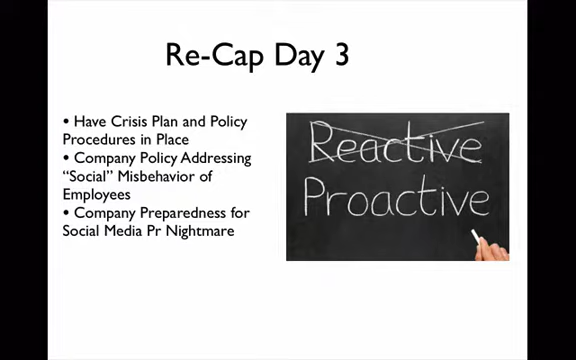 Re-Cap Day 3
• Have Crisis Plan and Policy
Procedures in Place
• Company Policy Addressing
“Social” Misbehavior of
Employees
• Company Preparedness for
Social Media Pr Nightmare
Reactive
Proactive